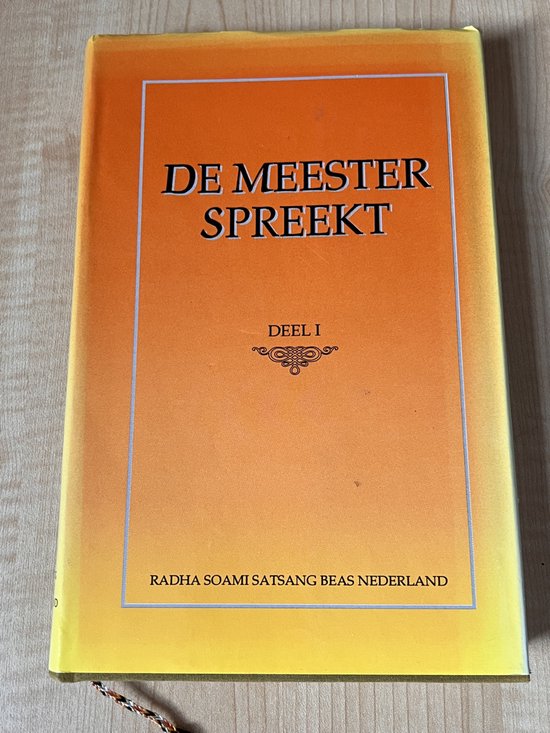 DE MEESTER
SPREEKT
DEEL I
RADHA SOAMI SATSANG BEAS NEDERLAND